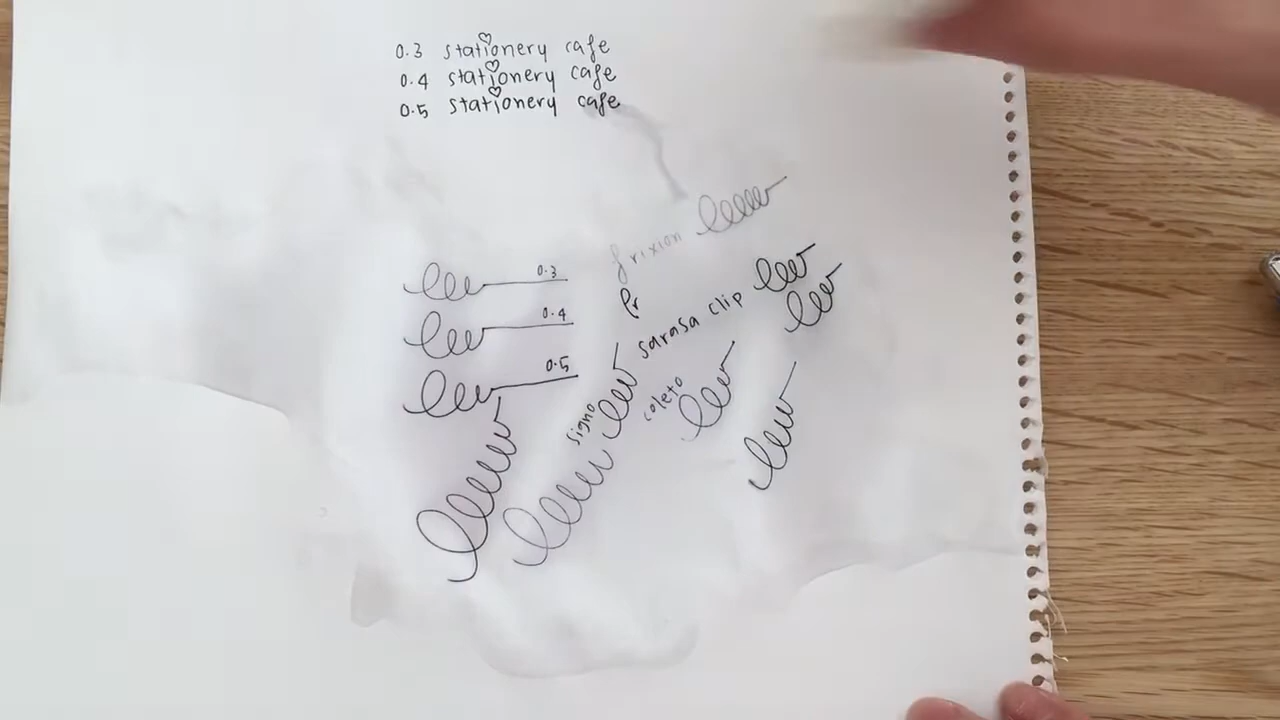 0.3 stationery cafe
0.4 stationery cafe
0.5 stationery cafe
frixion
0.3
Pr
sarasa clip
0.4
0.5
coleto
signo